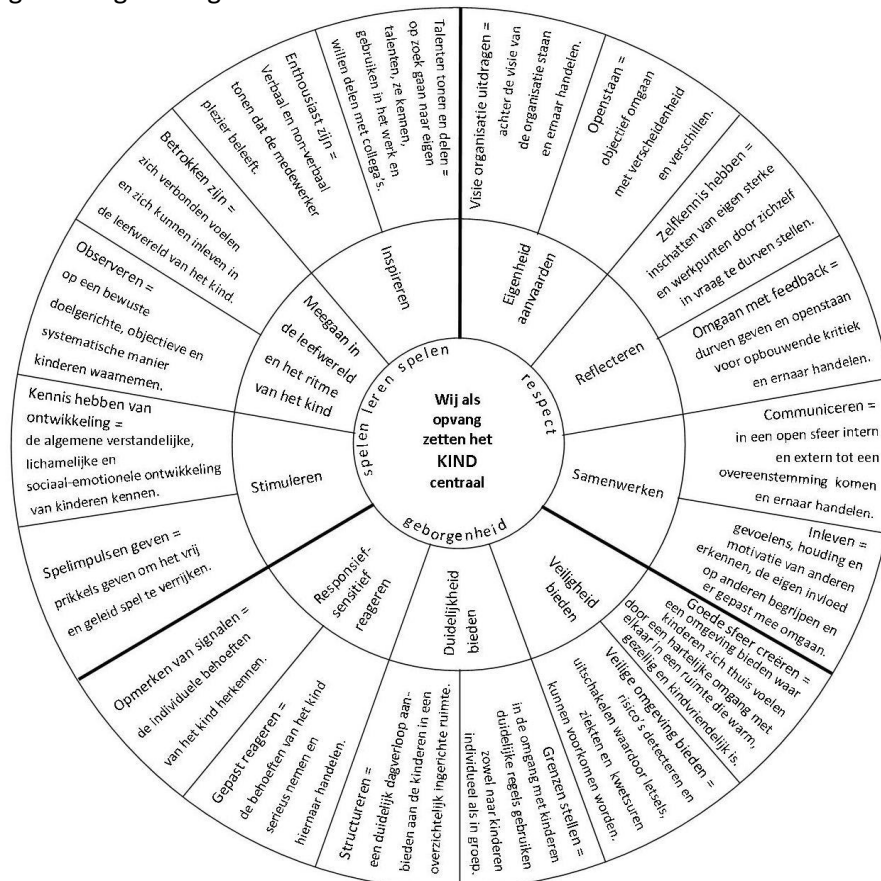 Wij als
opvang
zetten het
KIND
centraal
respect
geborgenheid
spelen leren spelen
Eigenheid
aanvaarden
Reflecteren
Samenwerken
Veiligheid
bieden
Duidelijkheid
bieden
Responsief-
sensitief
reageren
Stimuleren
Meegaan in
de leefwereld
en het ritme
van het kind
Inspireren
Visie organisatie uitdragen =
achter de visie van
de organisatie staan
en ernaar handelen.
Openstaan =
objectief omgaan
met verscheidenheid
en verschillen.
Zelfkennis hebben =
inschatten van eigen sterke
en werkpunten door zichzelf
in vraag te durven stellen.
Omgaan met feedback =
durven geven en openstaan
voor opbouwende kritiek
en ernaar handelen.
Communiceren =
in een open sfeer intern
en extern tot een
overeenstemming komen
en ernaar handelen.
Inleven =
gevoelens, houding en
motivatie van anderen
erkennen, de eigen invloed
op anderen begrijpen en
er gepast mee omgaan.
Goede sfeer creëren =
een omgeving bieden waar
kinderen zich thuis voelen
door een hartelijke omgang met
elkaar in een ruimte die warm,
gezellig en kindvriendelijk is.
Veilige omgeving bieden =
risico's detecteren en
uitschakelen waardoor letsels,
ziekten en kwetsuren
kunnen voorkomen worden.
Grenzen stellen =
in de omgang met kinderen
duidelijke regels gebruiken
zowel naar kinderen
individueel als in groep.
Structureren =
een duidelijk dagverloop aan-
bieden aan de kinderen in een
overzichtelijk ingerichte ruimte.
Gepast reageren =
de behoeften van het kind
serieus nemen en
hiernaar handelen.
Opmerken van signalen =
de individuele behoeften
van het kind herkennen.
Spelimpulsen geven =
prikkels geven om het vrij
en geleid spel te verrijken.
Kennis hebben van
ontwikkeling =
de algemene verstandelijke,
lichamelijke en
sociaal-emotionele ontwikkeling
van kinderen kennen.
Observeren =
op een bewuste
doelgerichte, objectieve en
systematische manier
kinderen waarnemen.
Betrokken zijn =
zich verbonden voelen
en zich kunnen inleven in
de leefwereld van het kind.
Enthousiast zijn =
Verbaal en non-verbaal
tonen dat de medewerker
plezier beleeft.
Talenten tonen en delen =
op zoek gaan naar eigen
talenten, ze kennen,
gebruiken in het werk en
willen delen met collega's.